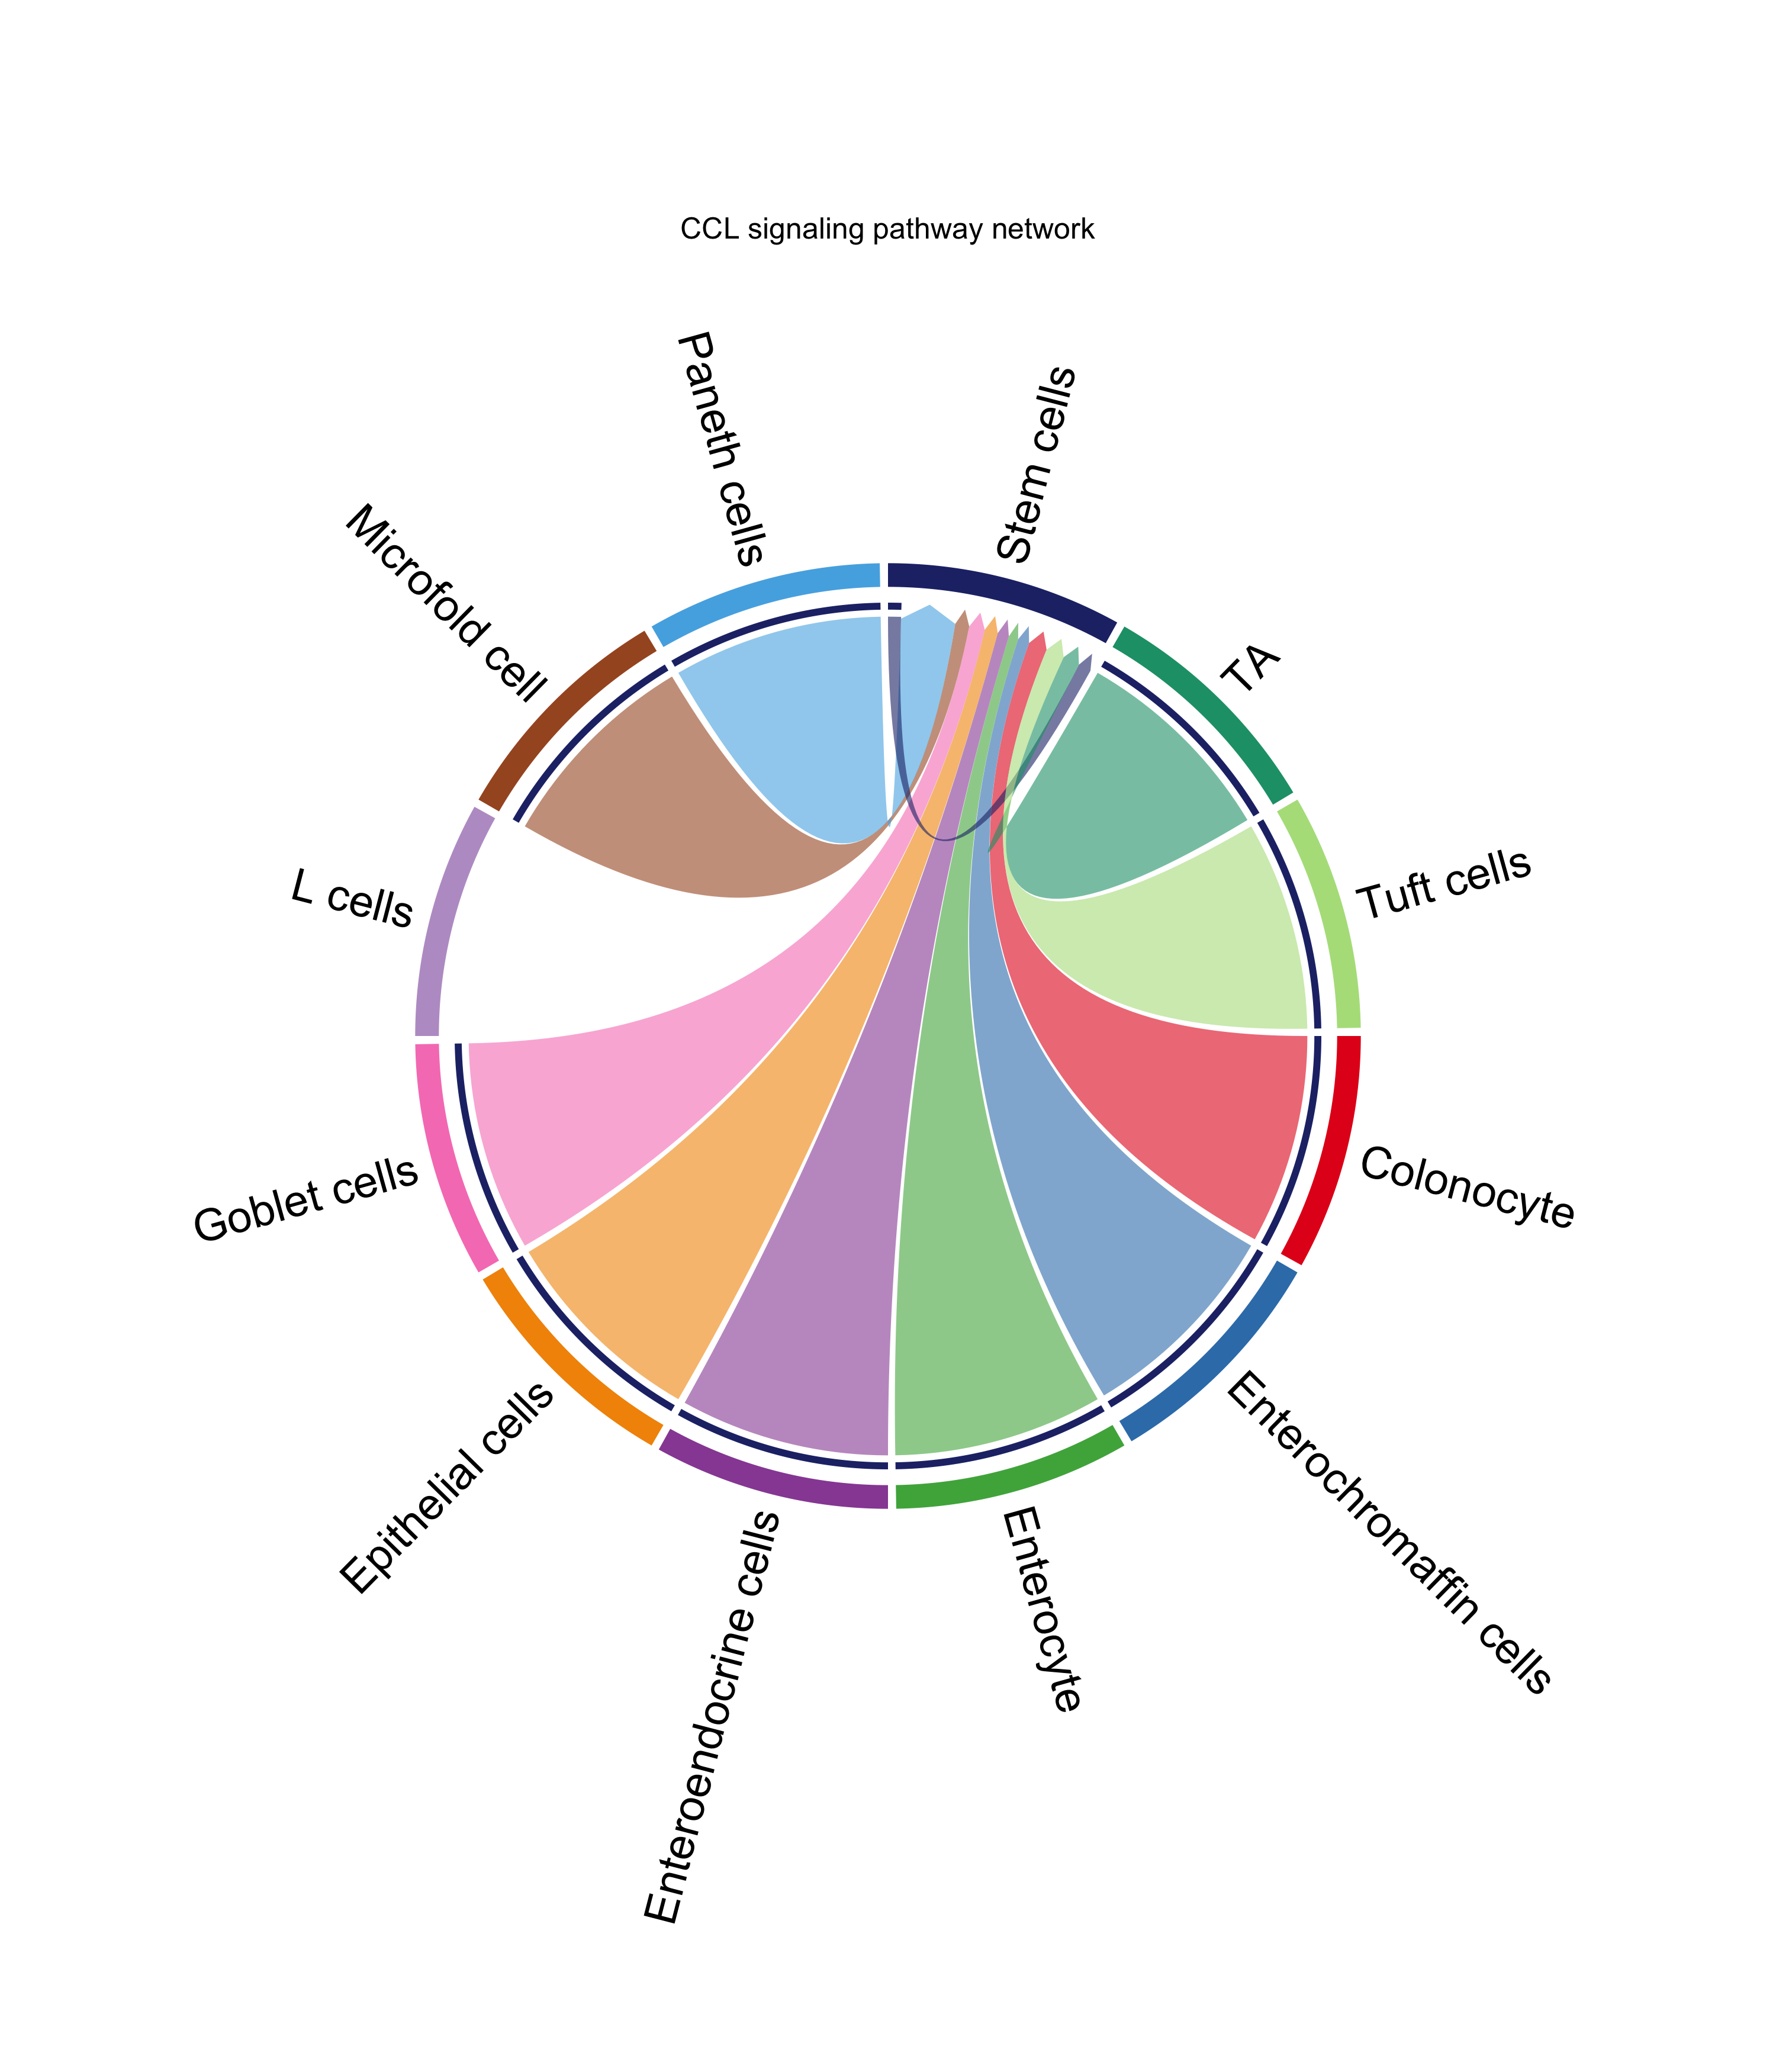 CCL signaling pathway network
Paneth cells
Stem cells
Microfold celll
TA
L cells
Tuft cells
Goblet cells
Colonocyte
Epithelial cells
Enterochromaffin cells
Enteroendocrine cells
Enterocyte